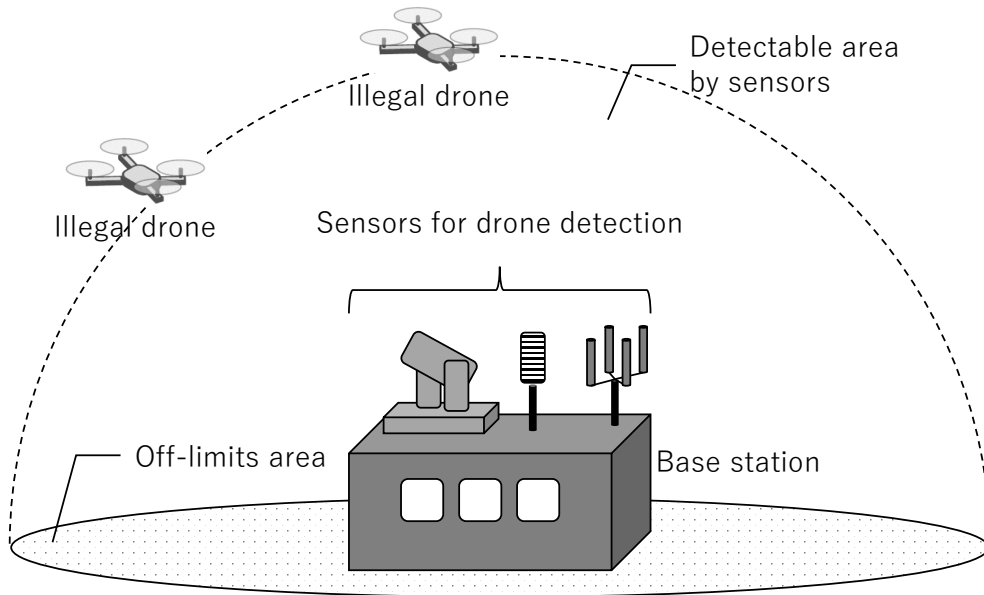 Detectable area
by sensors
Illegal drone
Illegal drone
Sensors for drone detection
Off-limits area
Base station